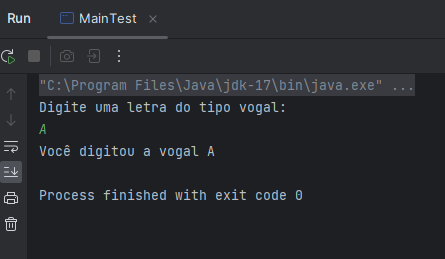 Run MainTest
"C:\Program Files\Java\jdk-17\bin\java.exe" ...
Digite uma letra do tipo vogal:
A
Você digitou a vogal A
Process finished with exit code 0